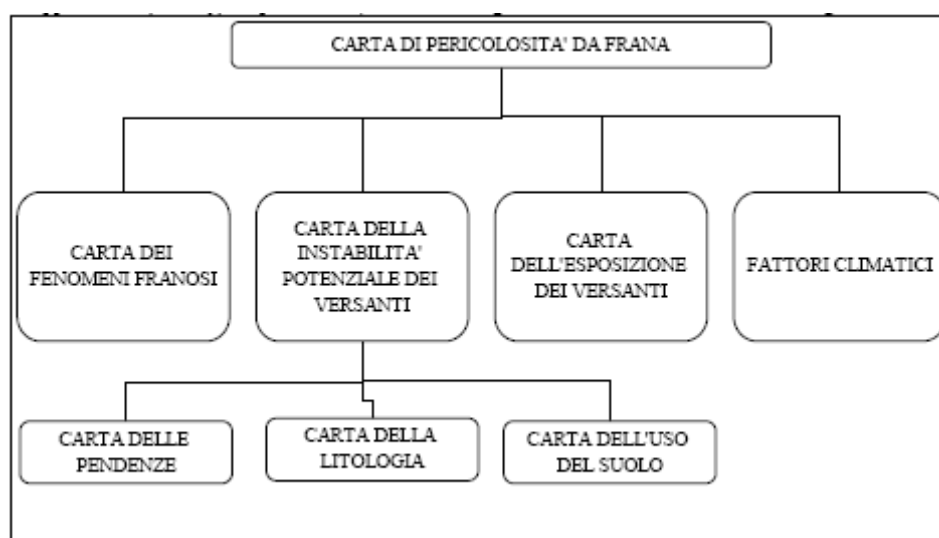 CARTA DI PERICOLOSITA' DA FRANA
CARTA DEI
FENOMENI FRANOSI
CARTA DELLA
INSTABILITA'
POTENZIALE DEI
VERSANTI
CARTA
DELL'ESPOSIZIONE
DEI VERSANTI
FATTORI CLIMATICI
CARTA DELLE
PENDENZE
CARTA DELLA
LITOLOGIA
CARTA DELL'USO
DEL SUOLO